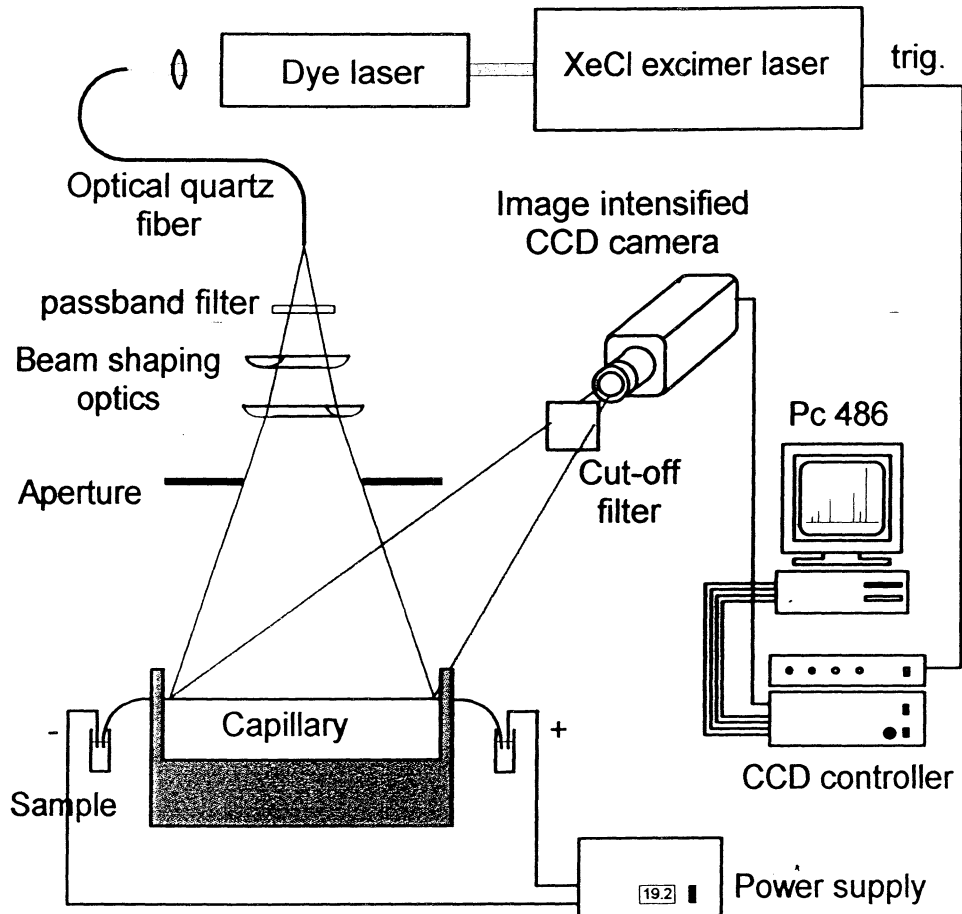 Dye laser
XeCl excimer laser
trig.
Optical quartz
fiber
Image intensified
CCD camera
passband filter
Beam shaping
optics
Pc 486
Aperture
Cut-off
filter
Capillary
-
+
Sample
CCD controller
19.2
Power supply